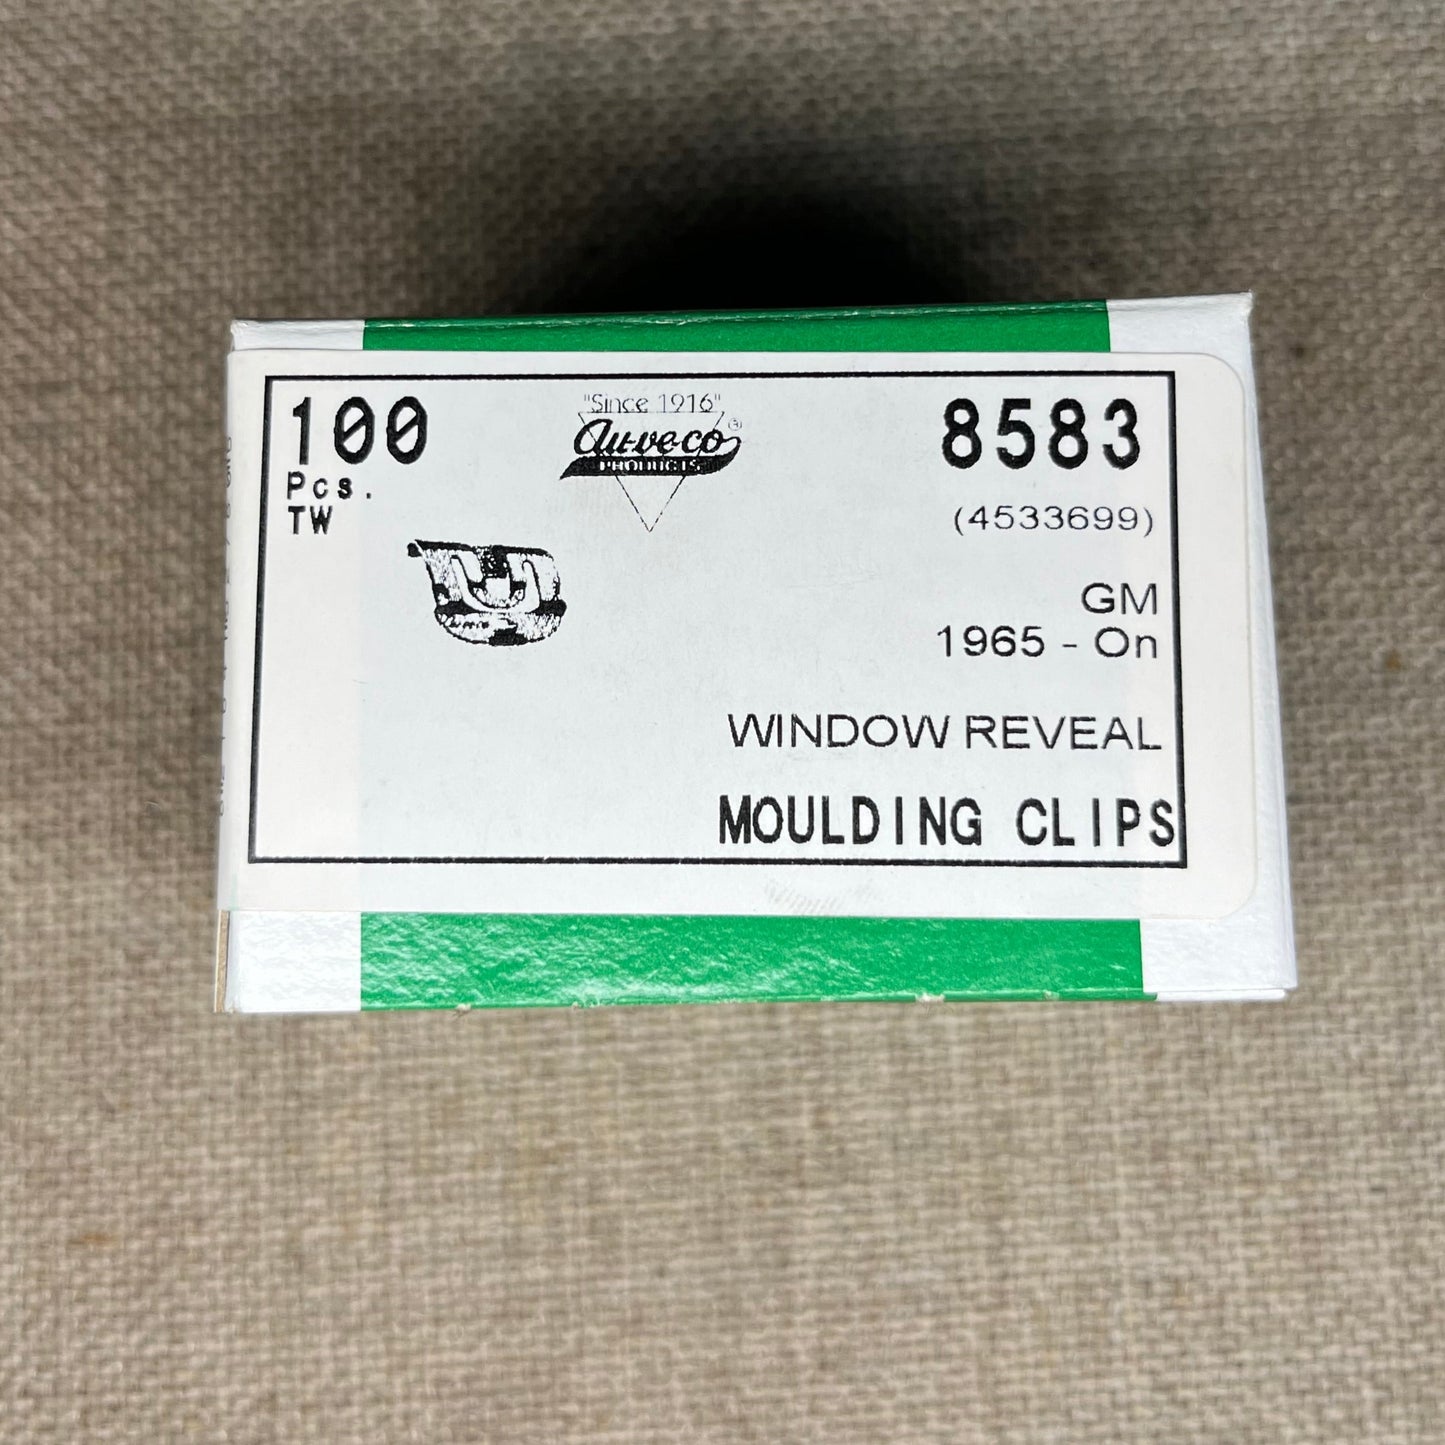 100
Pcs.
TW
"Since 1916"
Au-ve-co®
PRODUCTS
8583
(4533699)
GM
1965 - On
WINDOW REVEAL
MOULDING CLIPS